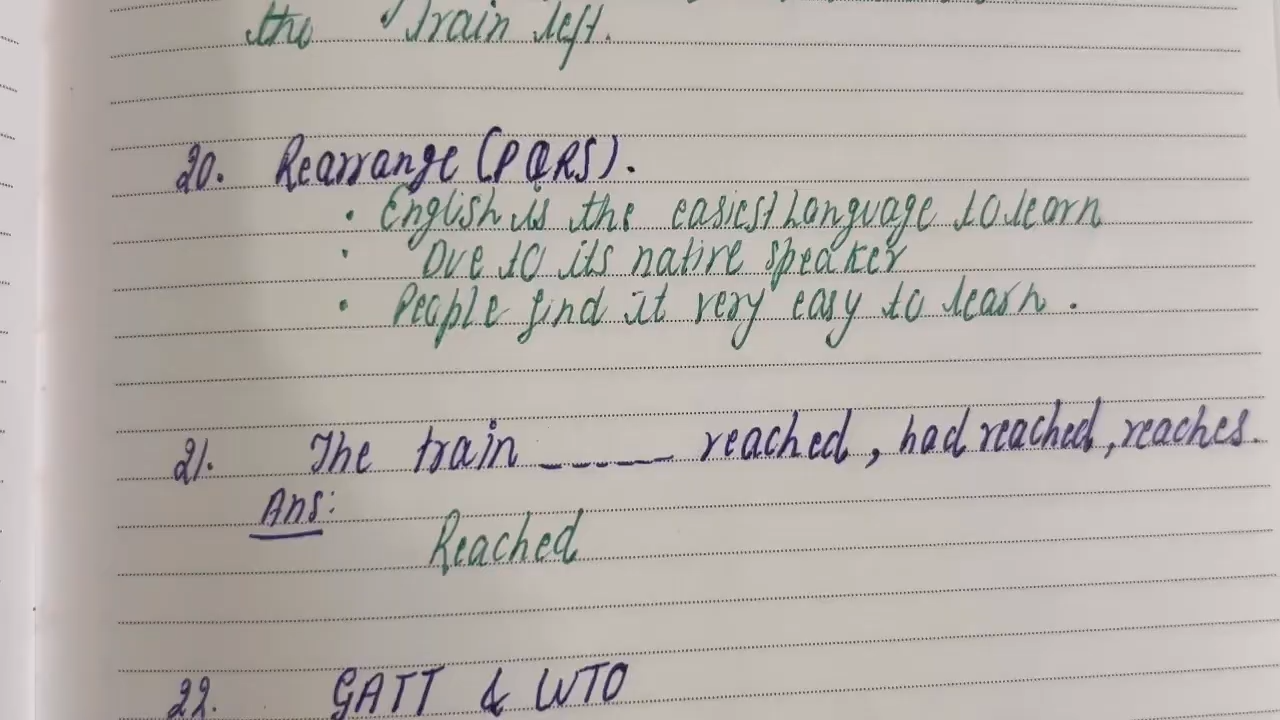 the Train left.
20. Rearrange (PQRS).
• English is the easiest language to learn
• Due to its native speaker
• People find it very easy to learn.
21. The train ------ reached, had reached, reaches.
Ans:
Reached
22. GATT & WTO